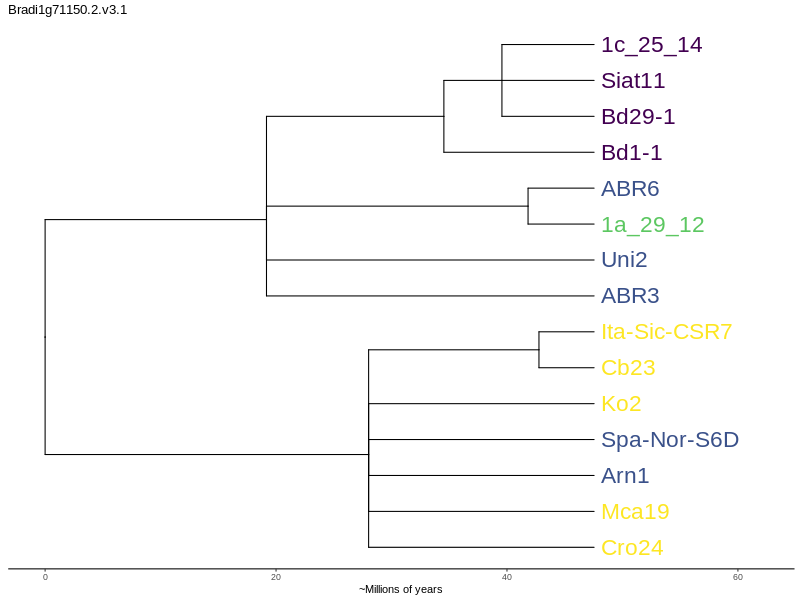 Bradi1g71150.2.v3.1
1c_25_14
Siat11
Bd29-1
Bd1-1
ABR6
1a_29_12
Uni2
ABR3
Ita-Sic-CSR7
Cb23
Ko2
Spa-Nor-S6D
Arn1
Mca19
Cro24
0 20 40 60
~Millions of years